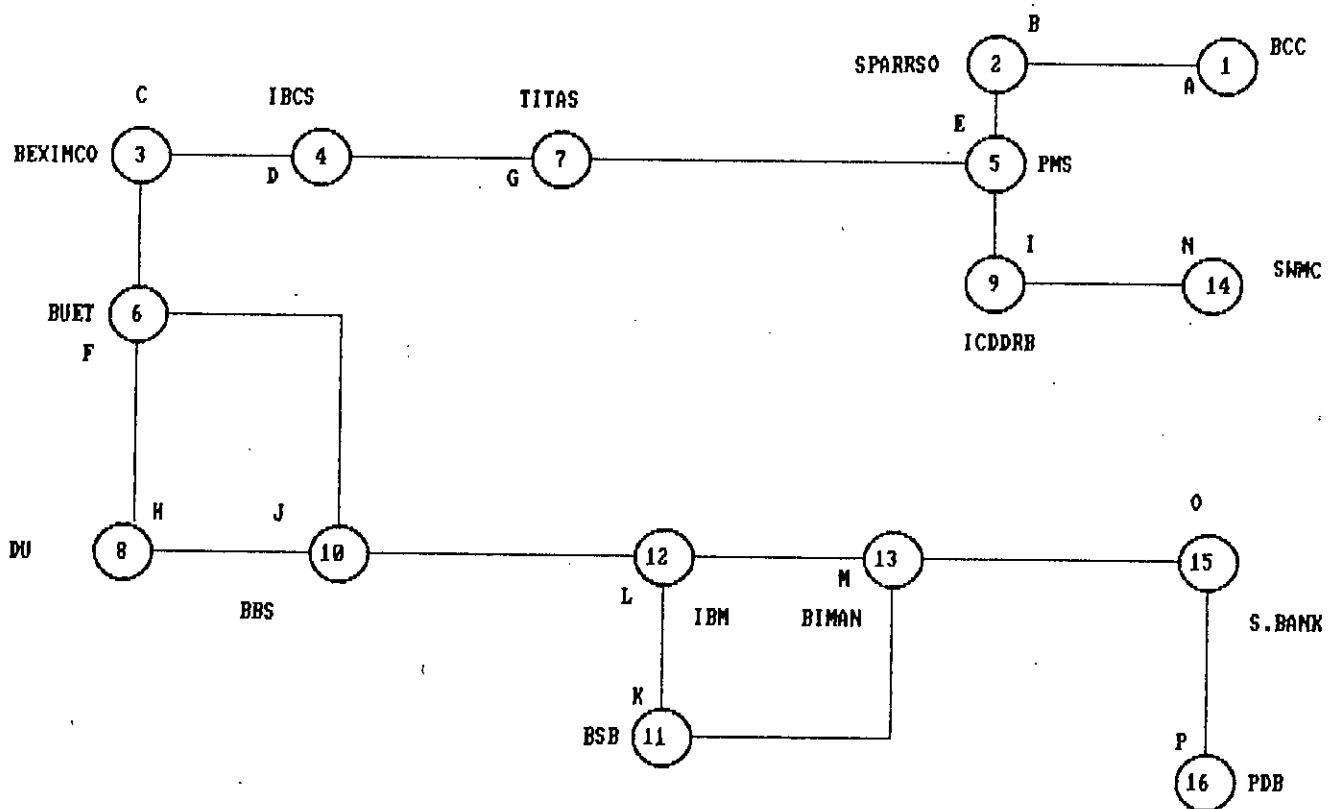 B
SPARRSO 2 1 BCC
A
C IBCS TITAS
E
BEXIMCO 3 4 7 5 PMS
D G
I N
BUET 6 9 14 SWMC
F
ICDDRB
H J O
DU 8 10 12 13 15
L M
BBS IBM BIMAN S.BANK
K
BSB 11
P
16 PDB